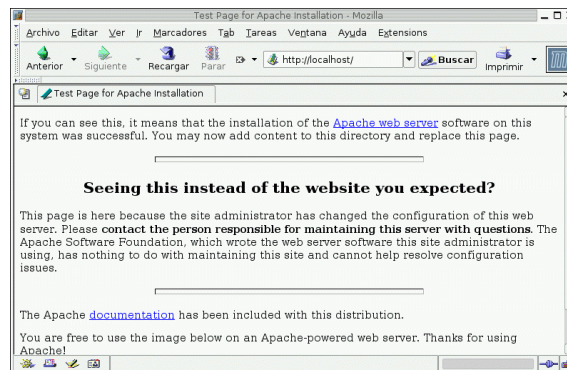 Test Page for Apache Installation - Mozilla
Archivo Editar Ver Ir Marcadores Tab Tareas Ventana Ayuda Extensions
Anterior Siguiente Recargar Parar http://localhost/ Buscar Imprimir
Test Page for Apache Installation
If you can see this, it means that the installation of the Apache web server software on this
system was successful. You may now add content to this directory and replace this page.
Seeing this instead of the website you expected?
This page is here because the site administrator has changed the configuration of this web
server. Please contact the person responsible for maintaining this server with questions. The
Apache Software Foundation, which wrote the web server software this site administrator is
using, has nothing to do with maintaining this site and cannot help resolve configuration
issues.
The Apache documentation has been included with this distribution.
You are free to use the image below on an Apache-powered web server. Thanks for using
Apache!